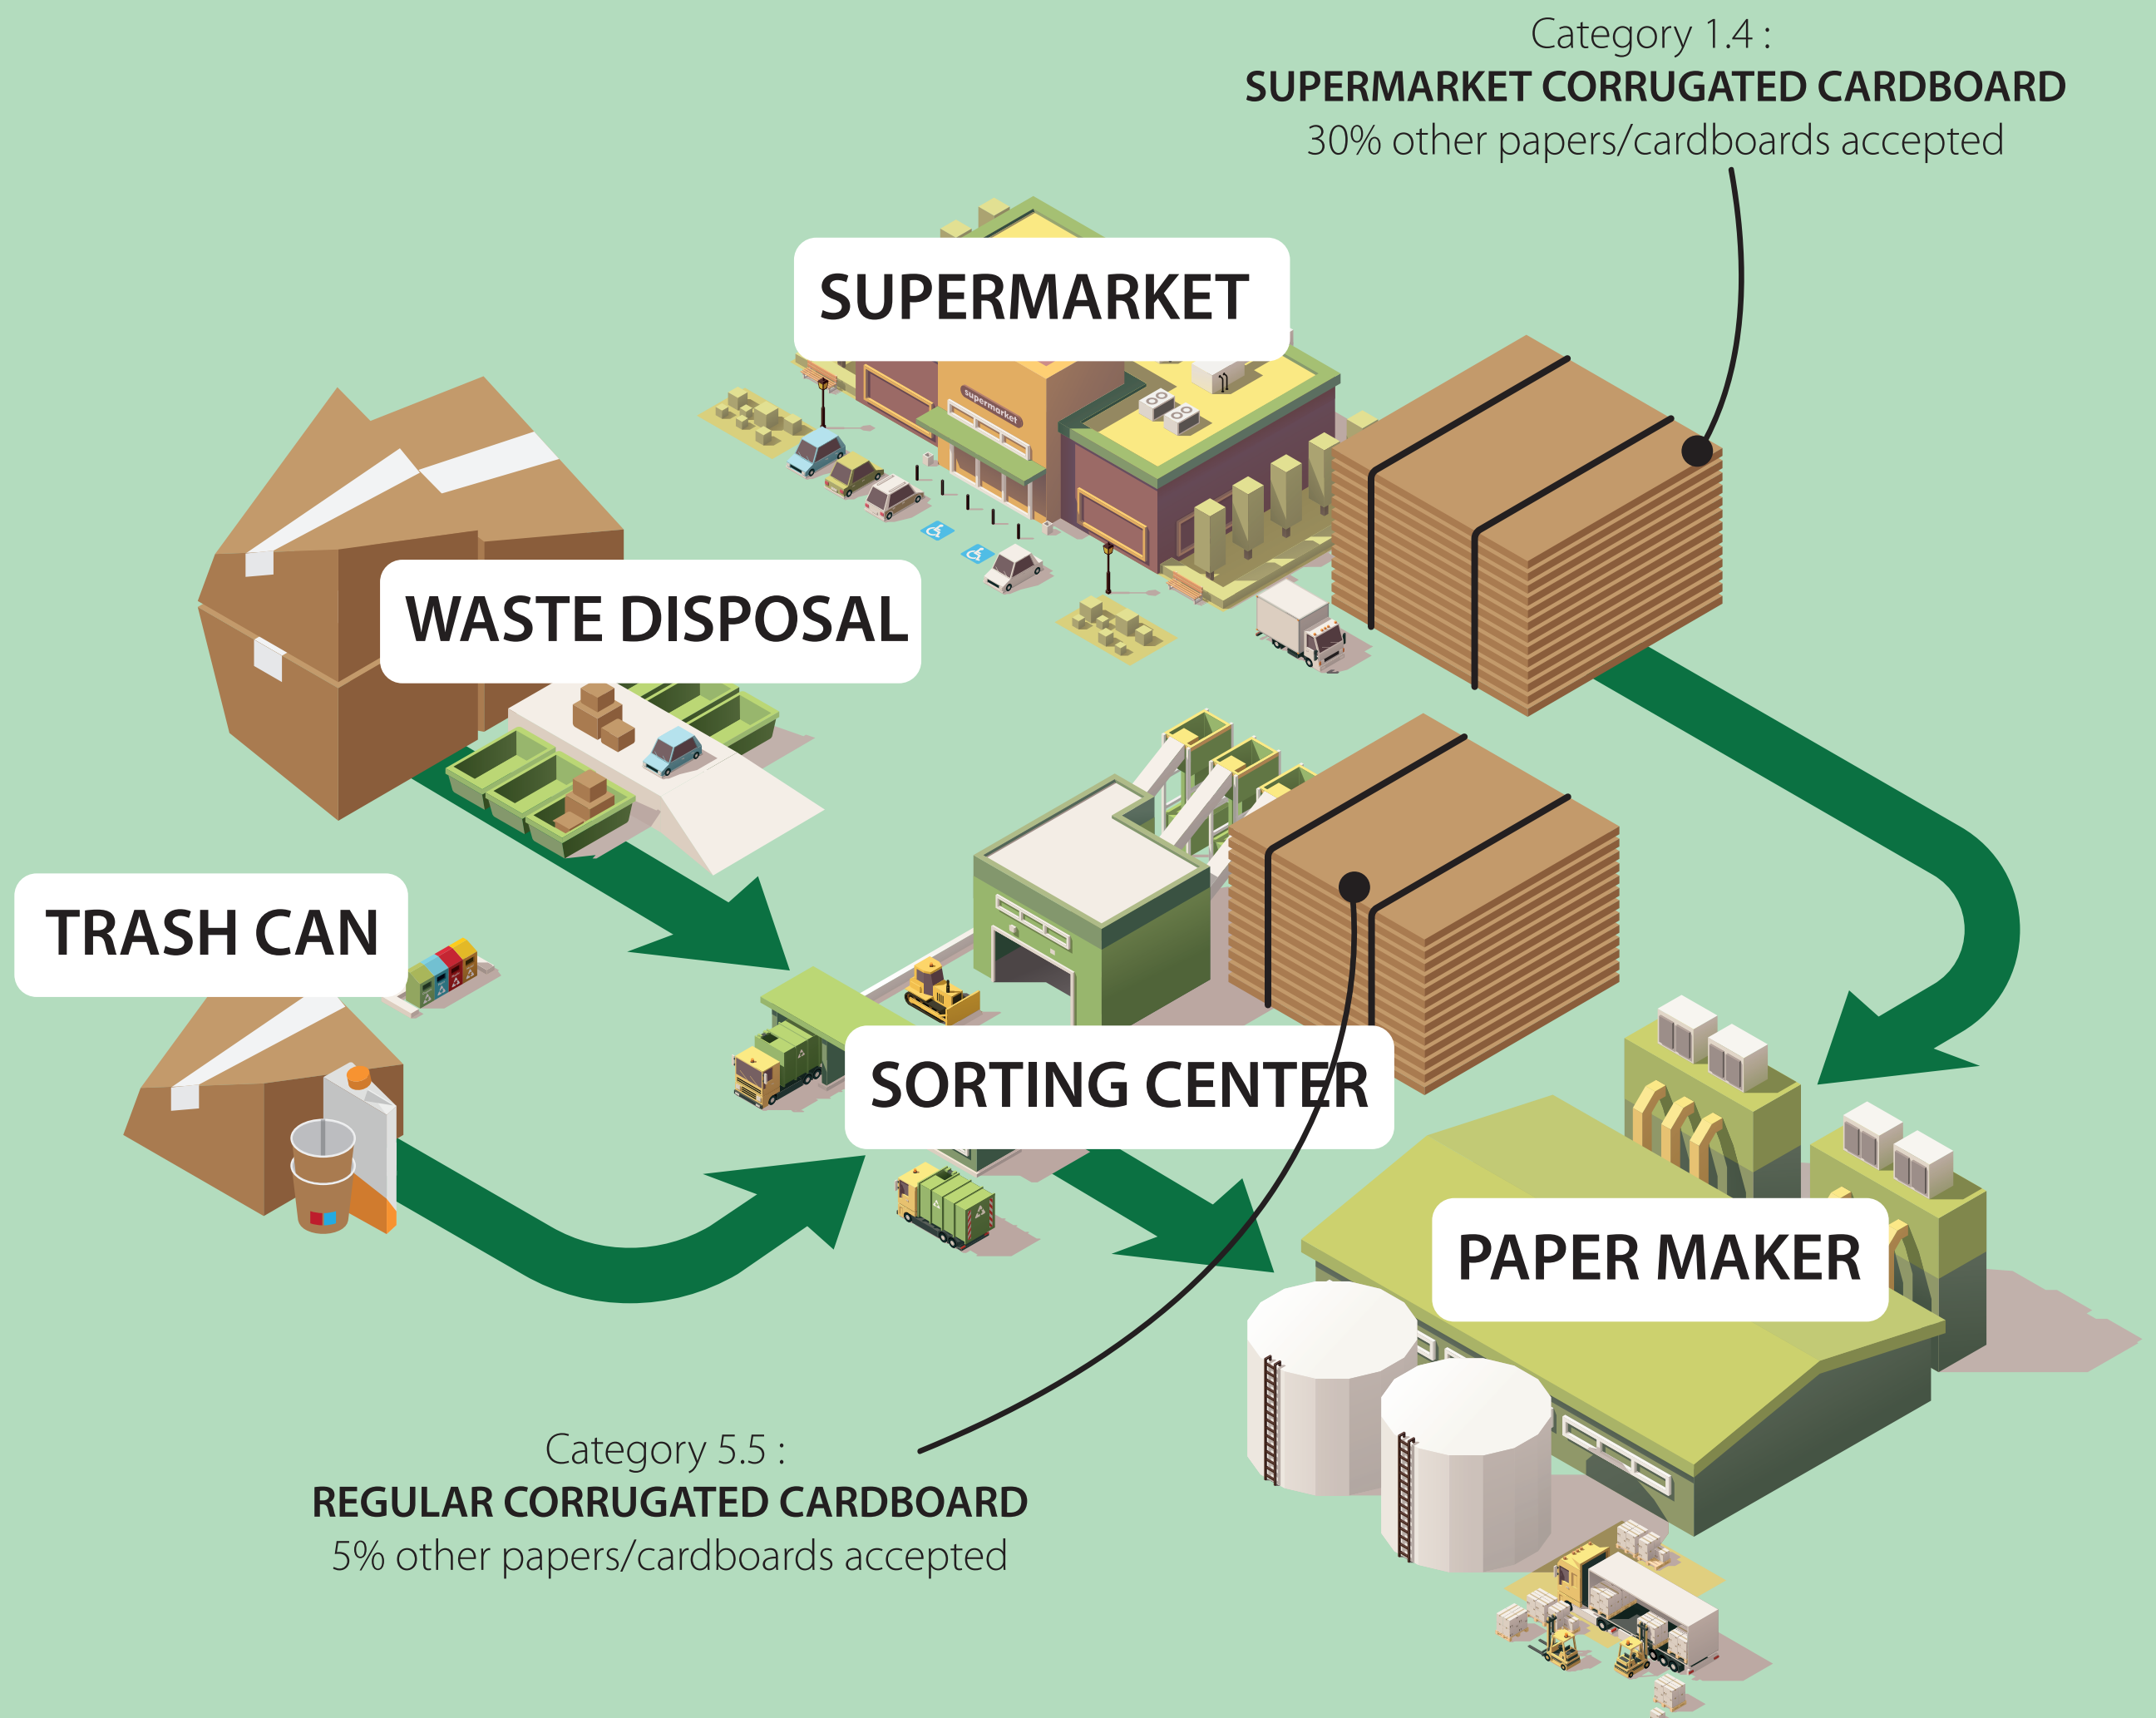 Category 1.4 :
SUPERMARKET CORRUGATED CARDBOARD
30% other papers/cardboards accepted
SUPERMARKET
supermarket
WASTE DISPOSAL
TRASH CAN
SORTING CENTER
PAPER MAKER
Category 5.5 :
REGULAR CORRUGATED CARDBOARD
5% other papers/cardboards accepted